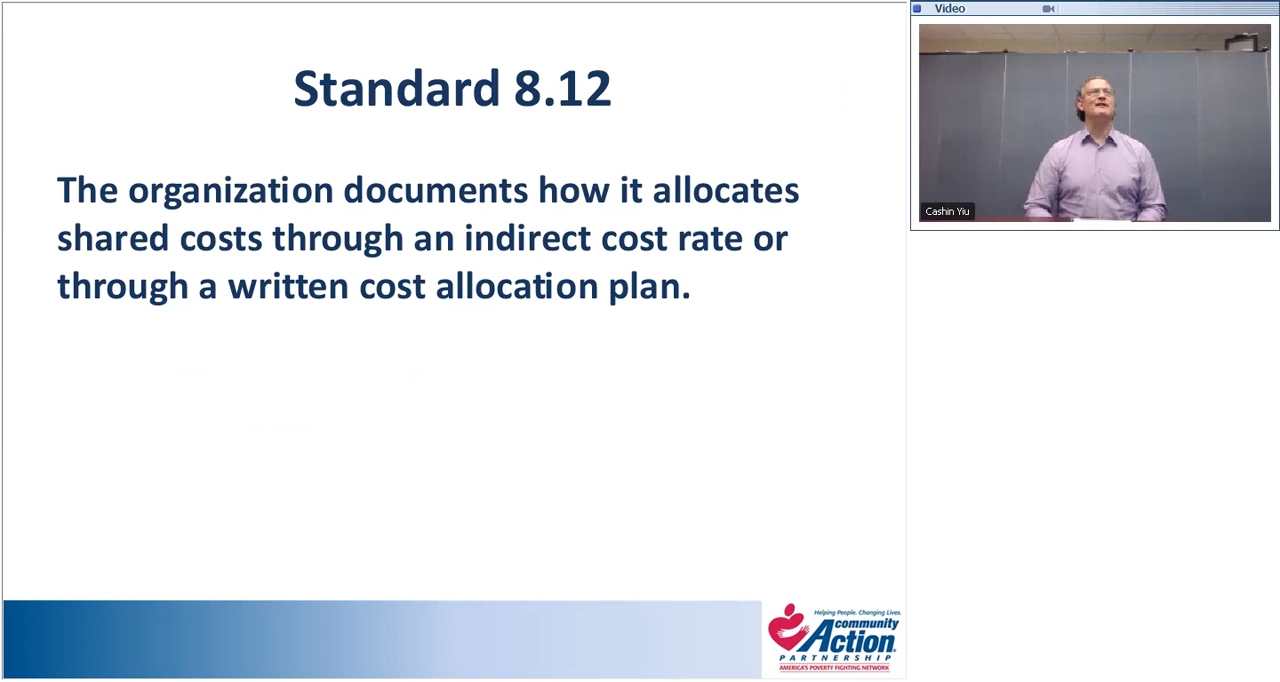 Standard 8.12
The organization documents how it allocates
shared costs through an indirect cost rate or
through a written cost allocation plan.
Helping People. Changing Lives.
community
Action
PARTNERSHIP
AMERICA'S POVERTY FIGHTING NETWORK
Video
Cashin Yiu